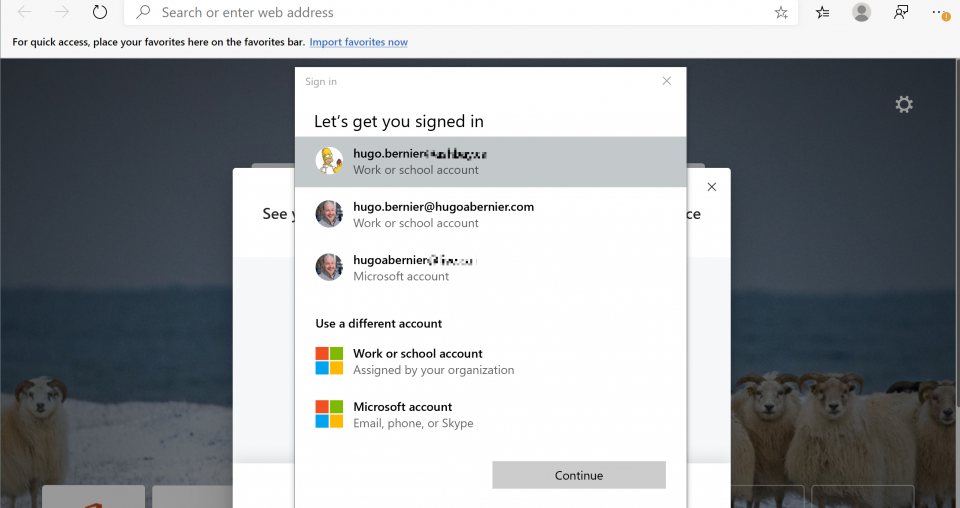 Search or enter web address
For quick access, place your favorites here on the favorites bar. Import favorites now
Sign in
Let's get you signed in
hugo.bernier
Work or school account
See
ce
hugo.bernier@hugoabernier.com
Work or school account
hugoabernier
Microsoft account
Use a different account
Work or school account
Assigned by your organization
Microsoft account
Email, phone, or Skype
Continue